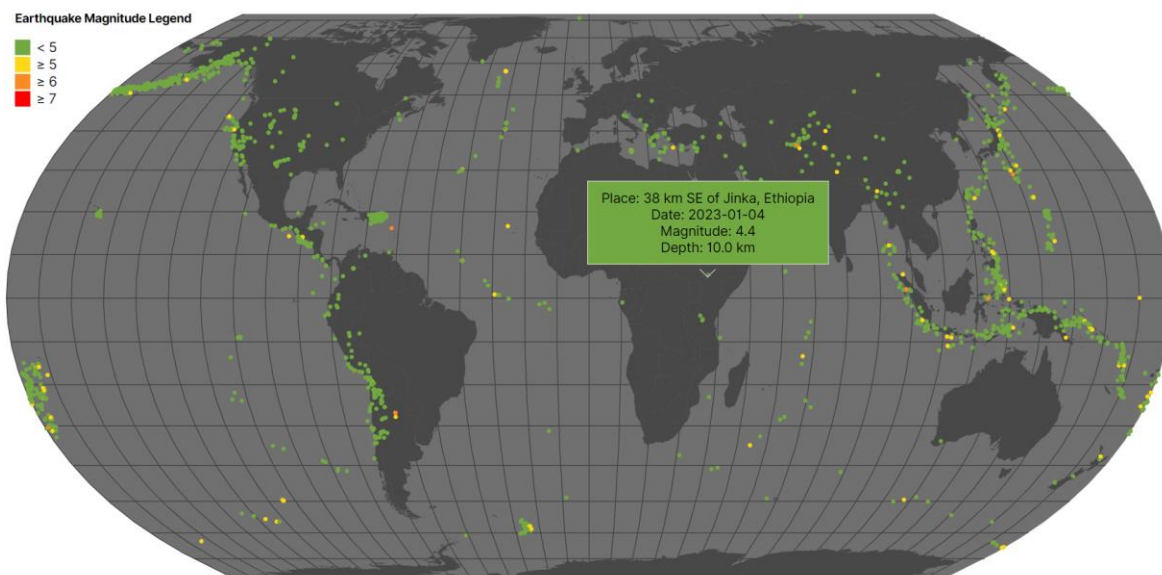 Earthquake Magnitude Legend
< 5
≥ 5
≥ 6
≥ 7
Place: 38 km SE of Jinka, Ethiopia
Date: 2023-01-04
Magnitude: 4.4
Depth: 10.0 km